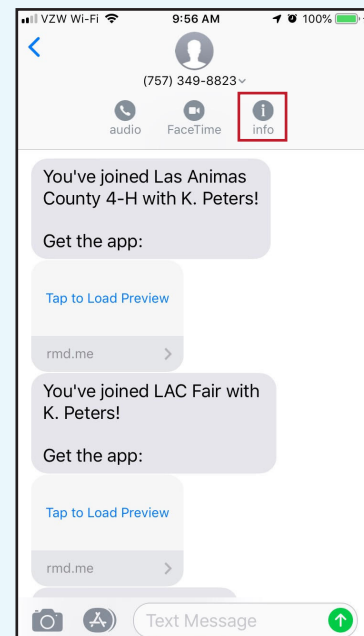 VZW Wi-Fi 9:56 AM 100%
(757) 349-8823
audio FaceTime info
You've joined Las Animas
County 4-H with K. Peters!
Get the app:
Tap to Load Preview
rmd.me
You've joined LAC Fair with
K. Peters!
Get the app:
Tap to Load Preview
rmd.me
Text Message